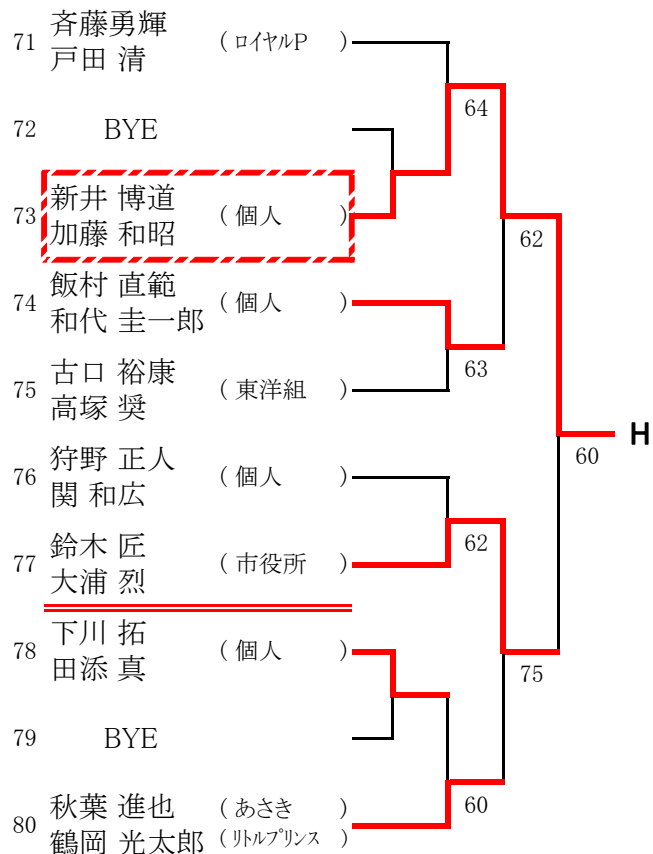 71 斉藤勇輝 (ロイヤルP )
戸田 清
64
72 BYE
73 新井 博道 (個人 )
加藤 和昭
62
74 飯村 直範 (個人 )
和代 圭一郎
63
75 古口 裕康 (東洋組 )
高塚 奨
H
60
76 狩野 正人 (個人 )
関 和広
62
77 鈴木 匠 (市役所 )
大浦 烈
78 下川 拓 (個人 )
田添 真
75
79 BYE
60
80 秋葉 進也 (あさき )
鶴岡 光太郎 (リトルプリンス )